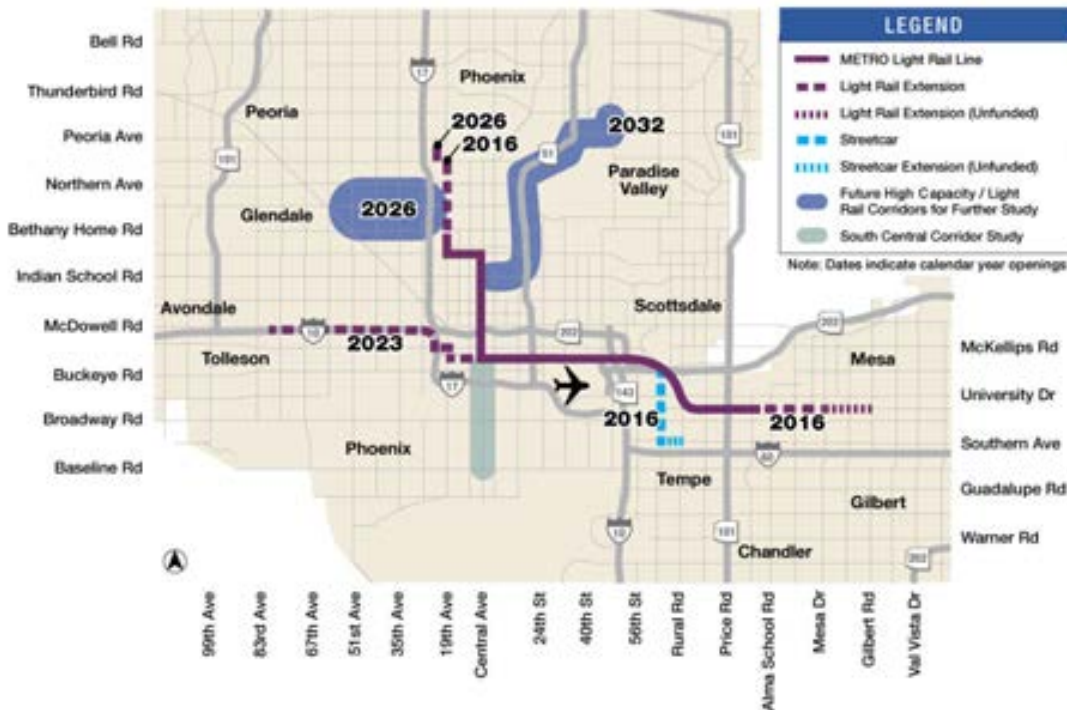 LEGEND
METRO Light Rail Line
Light Rail Extension
Light Rail Extension (Unfunded)
Streetcar
Streetcar Extension (Unfunded)
Future High Capacity / Light
Rail Corridors for Further Study
South Central Corridor Study
Note: Dates indicate calendar year openings
Bell Rd
Thunderbird Rd
Peoria Ave
Northern Ave
Bethany Home Rd
Indian School Rd
McDowell Rd
Buckeye Rd
Broadway Rd
Baseline Rd
17
Phoenix
Peoria
2026
2016
2032
101
51
101
Paradise
Valley
Glendale
2026
Avondale
Scottsdale
10
202
202
Tolleson
2023
Mesa
17
143
2016
2016
Phoenix
60
Tempe
Gilbert
10
101
Chandler
202
McKellips Rd
University Dr
Southern Ave
Guadalupe Rd
Warner Rd
99th Ave
83rd Ave
67th Ave
51st Ave
35th Ave
19th Ave
Central Ave
24th St
40th St
56th St
Rural Rd
Price Rd
Alma School Rd
Mesa Dr
Gilbert Rd
Val Vista Dr